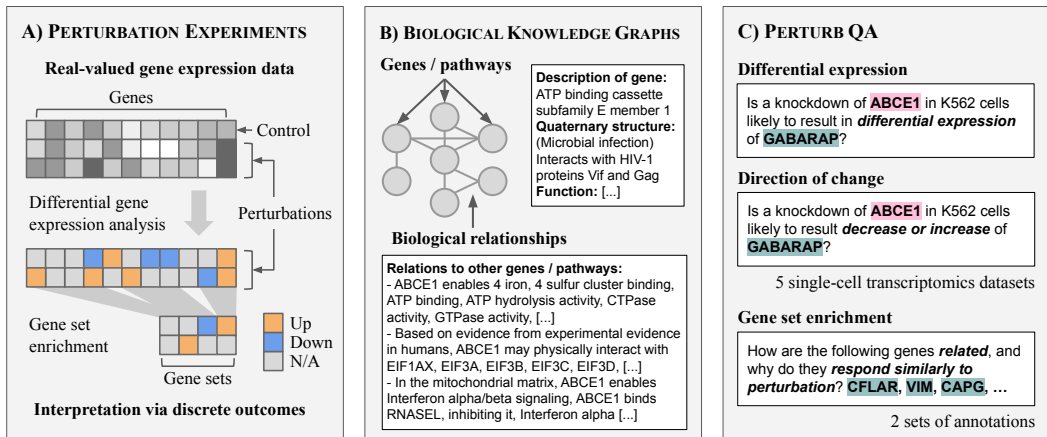 A) PERTURBATION EXPERIMENTS
Real-valued gene expression data
Genes
Control
Differential gene
expression analysis
Perturbations
Gene set
enrichment
Up
Down
N/A
Gene sets
Interpretation via discrete outcomes
B) BIOLOGICAL KNOWLEDGE GRAPHS
Genes / pathways
Description of gene:
ATP binding cassette
subfamily E member 1
Quaternary structure:
(Microbial infection)
Interacts with HIV-1
proteins Vif and Gag
Function: [...]
Biological relationships
Relations to other genes / pathways:
- ABCE1 enables 4 iron, 4 sulfur cluster binding,
ATP binding, ATP hydrolysis activity, CTPase
activity, GTPase activity, [...]
- Based on evidence from experimental evidence
in humans, ABCE1 may physically interact with
EIF1AX, EIF3A, EIF3B, EIF3C, EIF3D, [...]
- In the mitochondrial matrix, ABCE1 enables
Interferon alpha/beta signaling, ABCE1 binds
RNASEL, inhibiting it, Interferon alpha [...]
C) PERTURB QA
Differential expression
Is a knockdown of ABCE1 in K562 cells
likely to result in differential expression
of GABARAP?
Direction of change
Is a knockdown of ABCE1 in K562 cells
likely to result decrease or increase of
GABARAP?
5 single-cell transcriptomics datasets
Gene set enrichment
How are the following genes related, and
why do they respond similarly to
perturbation? CFLAR, VIM, CAPG, …
2 sets of annotations